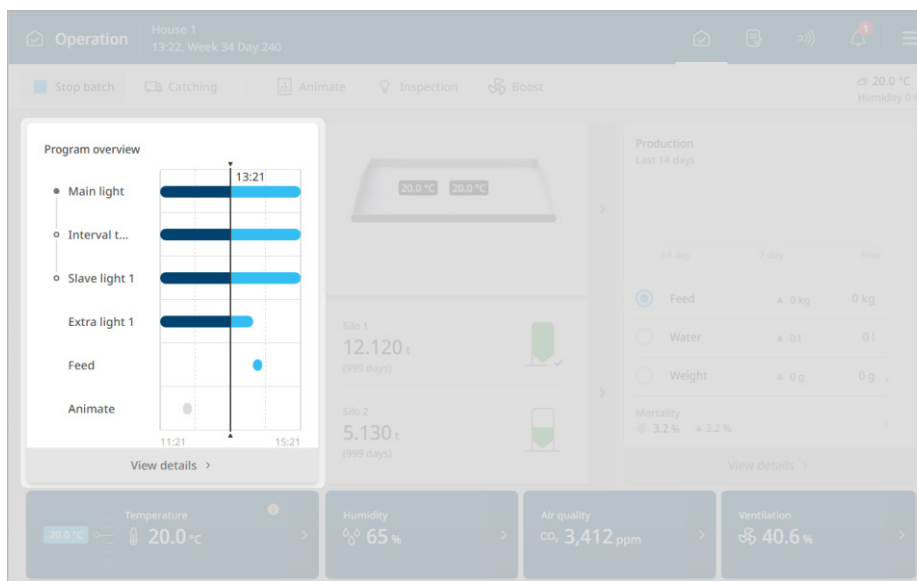 Operation
House 1
13:22, Week 34 Day 240
1
Stop batch
Catching
Animate
Inspection
Boost
20.0 °C
Humidity 0
Program overview
13:21
Main light
Interval t...
Slave light 1
Extra light 1
Feed
Animate
11:21 15:21
View details
20.0 °C 20.0 °C
Silo 1
12.120 t
(999 days)
Silo 2
5.130 t
(999 days)
Production
Last 14 days
14 day 7 day
Feed 0 kg 0 kg
Water 0 l 0 l
Weight 0 g 0 g
Mortality
3.2 % 3.2 %
View details
Temperature
20.0 °C 20.0 °C
Humidity
65 %
Air quality
CO₂ 3,412 ppm
Ventilation
40.6 %